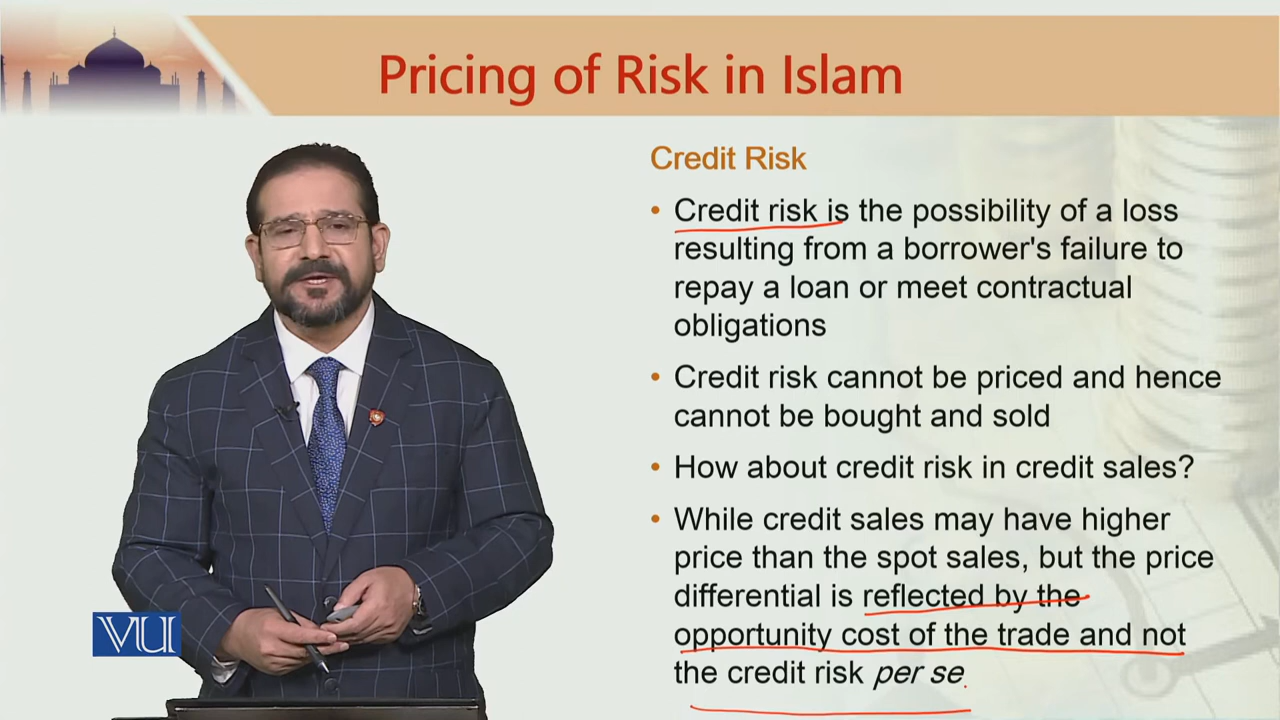 Pricing of Risk in Islam
Credit Risk
• Credit risk is the possibility of a loss
resulting from a borrower's failure to
repay a loan or meet contractual
obligations
• Credit risk cannot be priced and hence
cannot be bought and sold
• How about credit risk in credit sales?
• While credit sales may have higher
price than the spot sales, but the price
differential is reflected by the
opportunity cost of the trade and not
the credit risk per se.
VU